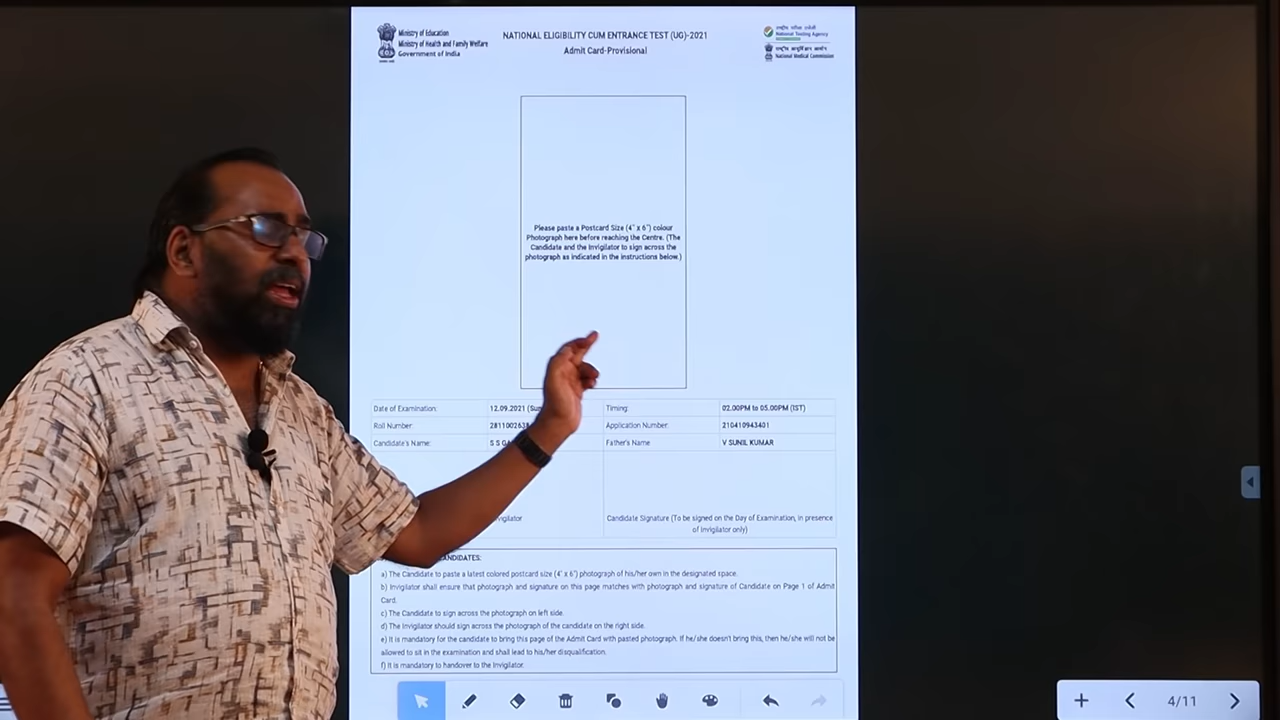 Ministry of Education
Ministry of Health and Family Welfare
Government of India
NATIONAL ELIGIBILITY CUM ENTRANCE TEST (UG)-2021
Admit Card-Provisional
National Testing Agency
National Medical Commission
Please paste a Postcard Size (4" x 6") colour
Photograph here before reaching the Centre. (The
Candidate and the Invigilator to sign across the
photograph as indicated in the instructions below.)
Date of Examination: 12.09.2021 Timing: 02.00PM to 05.00PM (IST)
Roll Number: Application Number: 210410943401
Candidate's Name: S S Father's Name V SUNIL KUMAR
Candidate Signature (To be signed on the Day of Examination, in presence
of Invigilator only)
a) The Candidate to paste a latest colored postcard size (4" x 6") photograph of his/her own in the designated space.
b) Invigilator shall ensure that photograph and signature on this page matches with photograph and signature of Candidate on Page 1 of Admit
Card.
c) The Candidate to sign across the photograph on left side.
d) The Invigilator should sign across the photograph of the candidate on the right side.
e) It is mandatory for the candidate to bring this page of the Admit Card with pasted photograph. If he/she doesn't bring this, then he/she will not be
allowed to sit in the examination and shall lead to his/her disqualification.
f) It is mandatory to handover to the Invigilator.
4/11